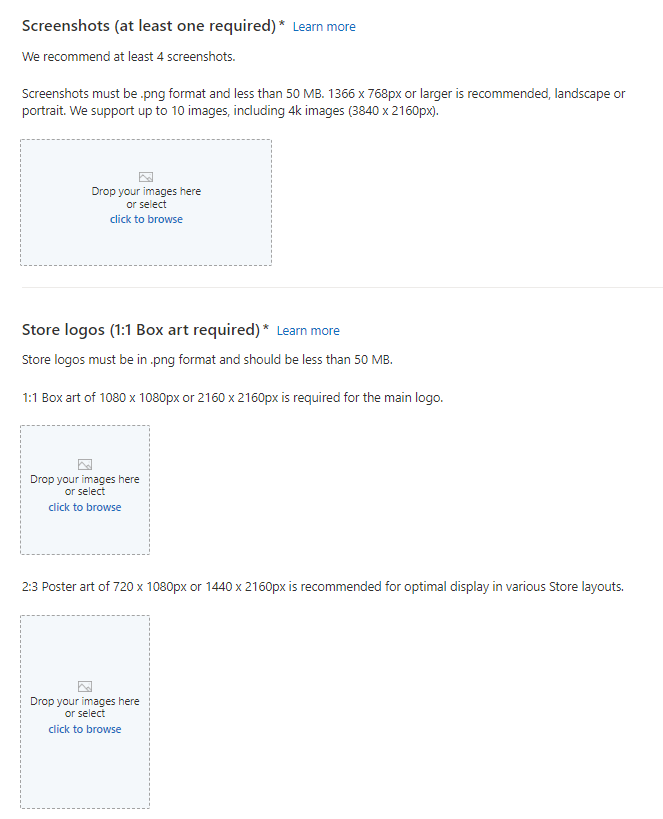 Screenshots (at least one required)* Learn more
We recommend at least 4 screenshots.
Screenshots must be .png format and less than 50 MB. 1366 x 768px or larger is recommended, landscape or
portrait. We support up to 10 images, including 4k images (3840 x 2160px).
Drop your images here
or select
click to browse
Store logos (1:1 Box art required)* Learn more
Store logos must be in .png format and should be less than 50 MB.
1:1 Box art of 1080 x 1080px or 2160 x 2160px is required for the main logo.
Drop your images here
or select
click to browse
2:3 Poster art of 720 x 1080px or 1440 x 2160px is recommended for optimal display in various Store layouts.
Drop your images here
or select
click to browse